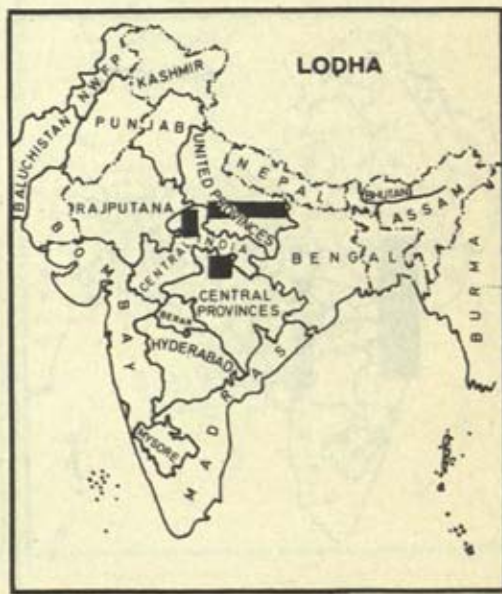 LODHA
NWFP
KASHMIR
BALUCHISTAN
PUNJAB
UNITED PROVINCES
NEPAL
BHUTAN
ASSAM
RAJPUTANA
CENTRAL INDIA
BENGAL
BURMA
BOMBAY
CENTRAL
PROVINCES
BERAR
HYDERABAD
MADRAS
MYSORE